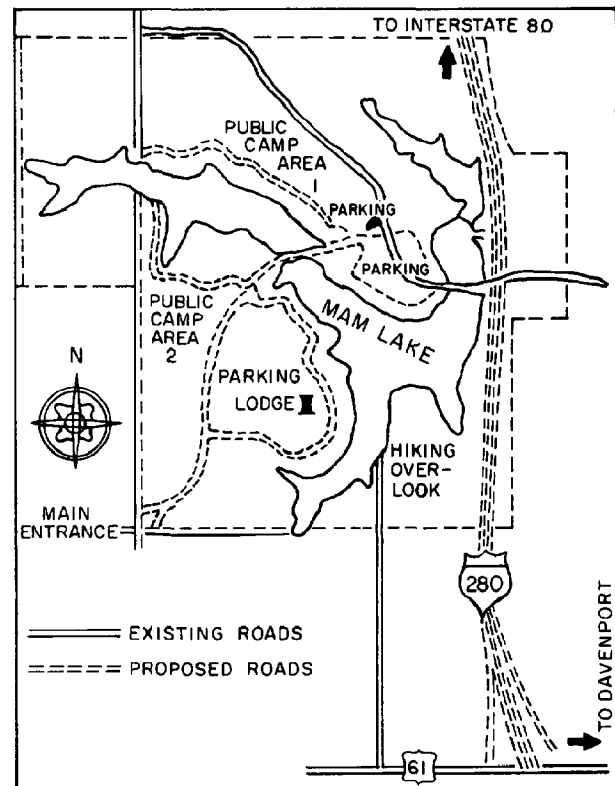 TO INTERSTATE 80
PUBLIC
CAMP
AREA
1
PARKING
PARKING
PUBLIC
CAMP
AREA
2
MAM LAKE
N
PARKING
LODGE
HIKING
OVER-
LOOK
MAIN
ENTRANCE
280
EXISTING ROADS
PROPOSED ROADS
TO DAVENPORT
61